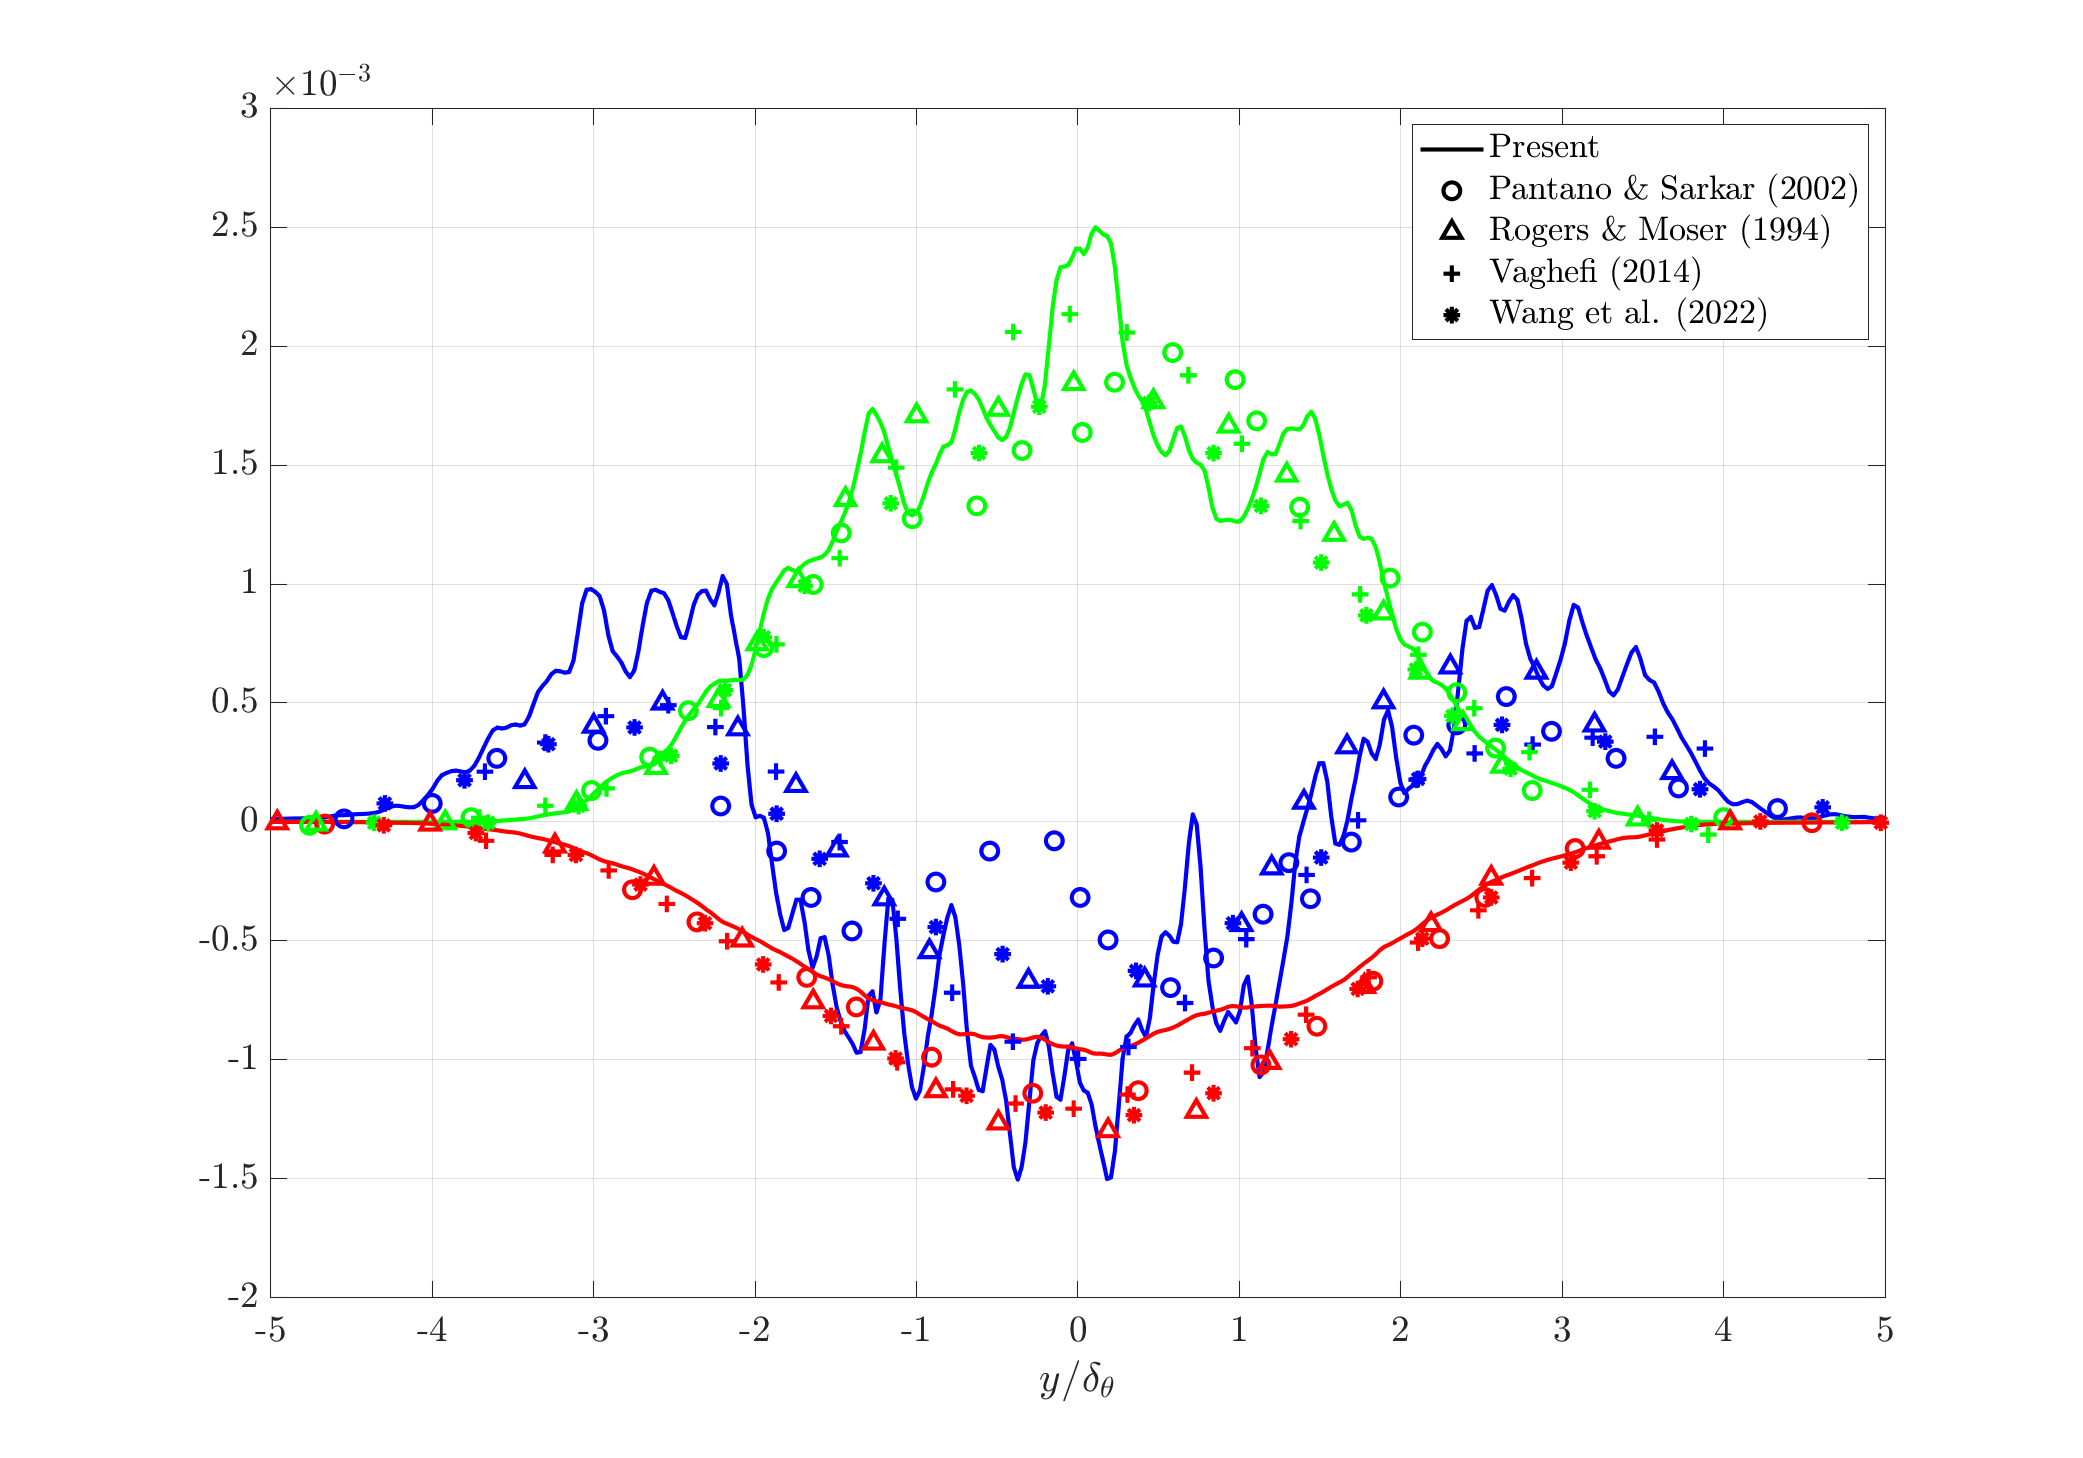 ×10⁻³
3
2.5
2
1.5
1
0.5
0
-0.5
-1
-1.5
-2
-5 -4 -3 -2 -1 0 1 2 3 4 5
y/δ_θ
Present
Pantano & Sarkar (2002)
Rogers & Moser (1994)
Vaghefi (2014)
Wang et al. (2022)